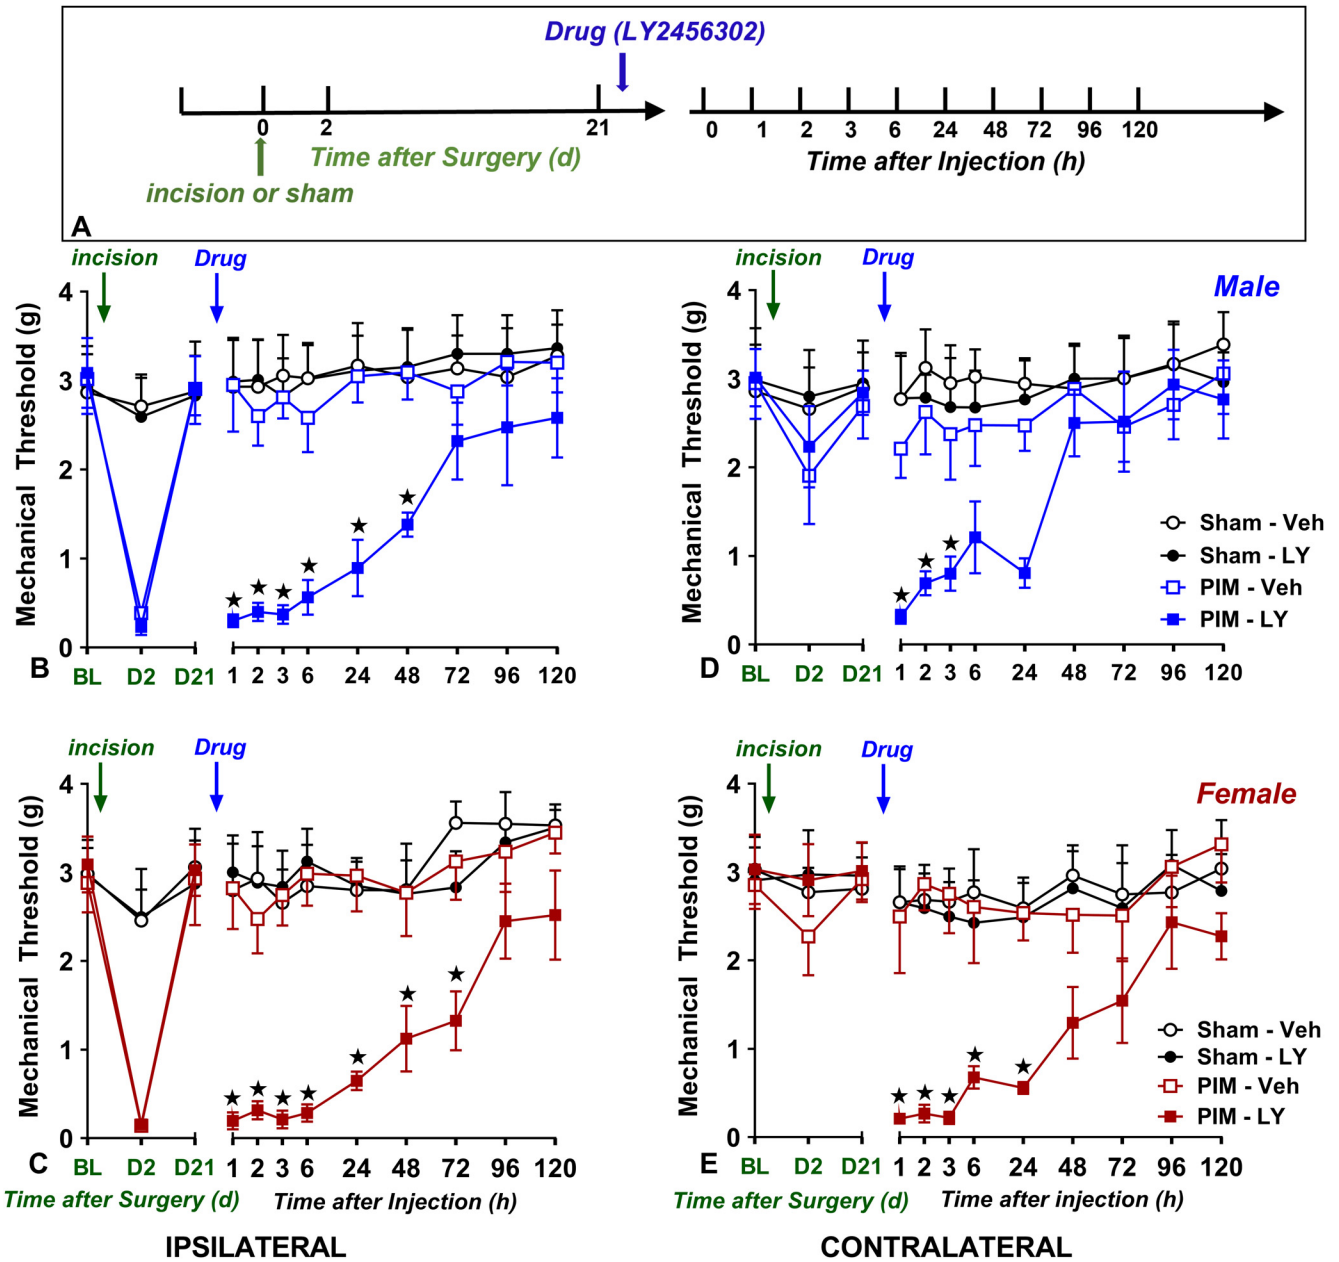 Drug (LY2456302)
0 2 21
Time after Surgery (d)
incision or sham
0 1 2 3 6 24 48 72 96 120
Time after Injection (h)
A
incision Drug
Mechanical Threshold (g)
4
3
2
1
0
BL D2 D21 1 2 3 6 24 48 72 96 120
B
incision Drug
Male
Mechanical Threshold (g)
4
3
2
1
0
Sham - Veh
Sham - LY
PIM - Veh
PIM - LY
BL D2 D21 1 2 3 6 24 48 72 96 120
D
incision Drug
Mechanical Threshold (g)
4
3
2
1
0
BL D2 D21 1 2 3 6 24 48 72 96 120
C
Time after Surgery (d) Time after Injection (h)
IPSILATERAL
incision Drug
Female
Mechanical Threshold (g)
4
3
2
1
0
Sham - Veh
Sham - LY
PIM - Veh
PIM - LY
BL D2 D21 1 2 3 6 24 48 72 96 120
E
Time after Surgery (d) Time after injection (h)
CONTRALATERAL